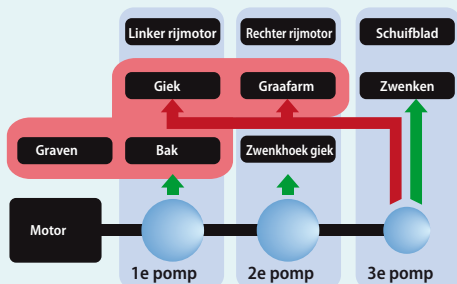 Linker rijmotor
Rechter rijmotor
Schuifblad
Giek
Graafarm
Zwenken
Graven
Bak
Zwenkhoek giek
Motor
1e pomp
2e pomp
3e pomp